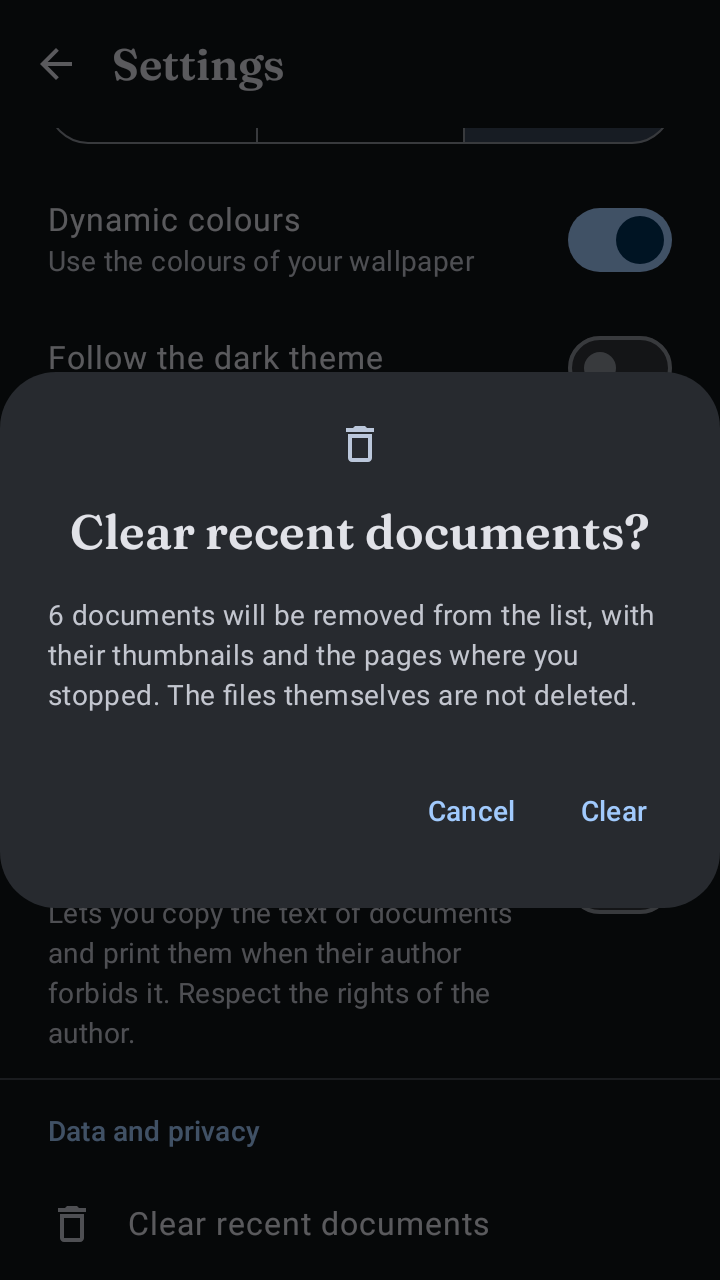 Settings
Dynamic colours
Use the colours of your wallpaper
Follow the dark theme
Clear recent documents?
6 documents will be removed from the list, with
their thumbnails and the pages where you
stopped. The files themselves are not deleted.
Cancel
Clear
Lets you copy the text of documents
and print them when their author
forbids it. Respect the rights of the
author.
Data and privacy
Clear recent documents